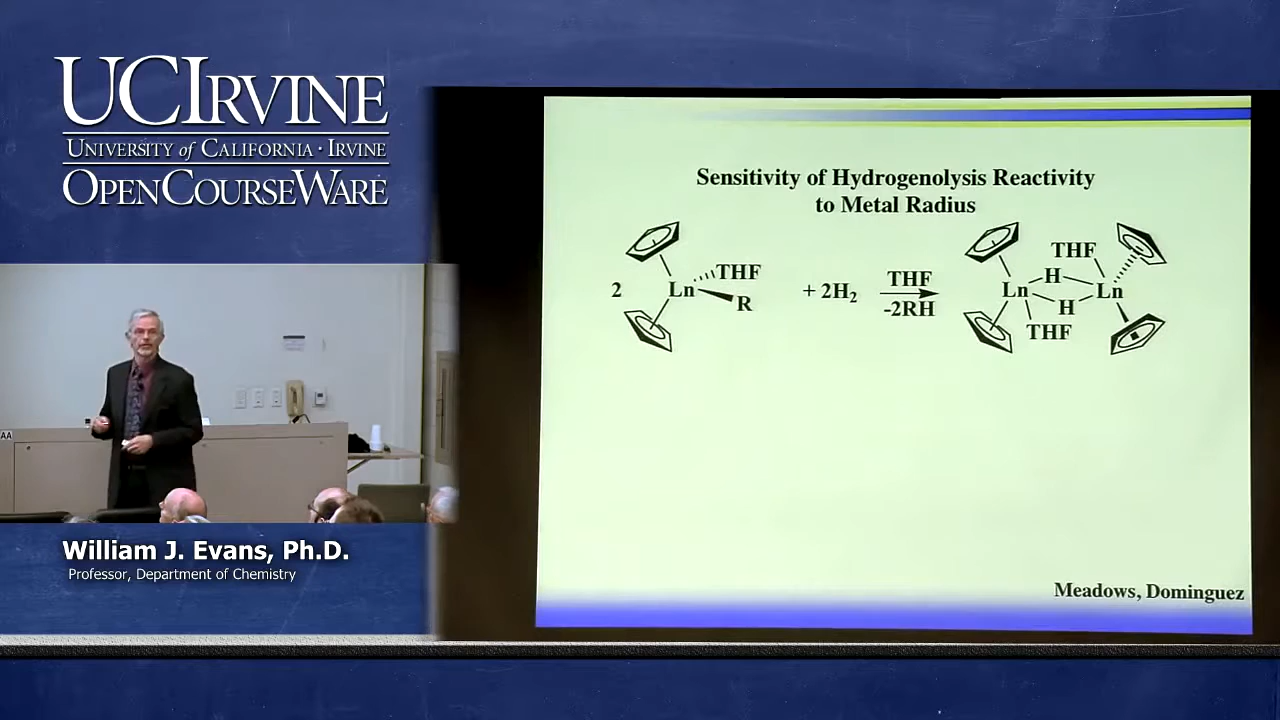 UCIRVINE
UNIVERSITY of CALIFORNIA · IRVINE
OPENCOURSEWARE
AA
William J. Evans, Ph.D.
Professor, Department of Chemistry
Sensitivity of Hydrogenolysis Reactivity
to Metal Radius
2 Ln THF R + 2H₂ THF -2RH Ln H H THF Ln THF
Meadows, Dominguez